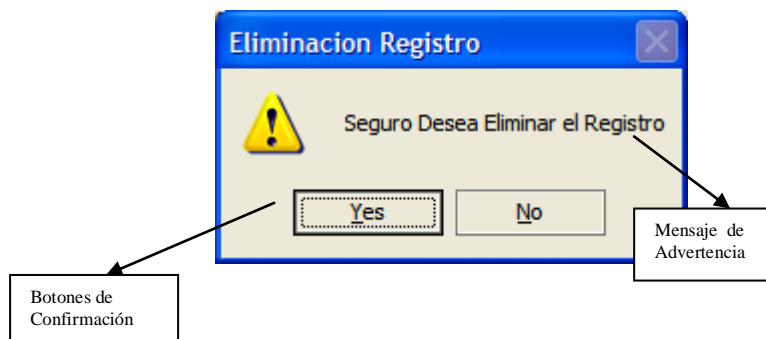 Eliminacion Registro
Seguro Desea Eliminar el Registro
Yes
No
Mensaje de
Advertencia
Botones de
Confirmación